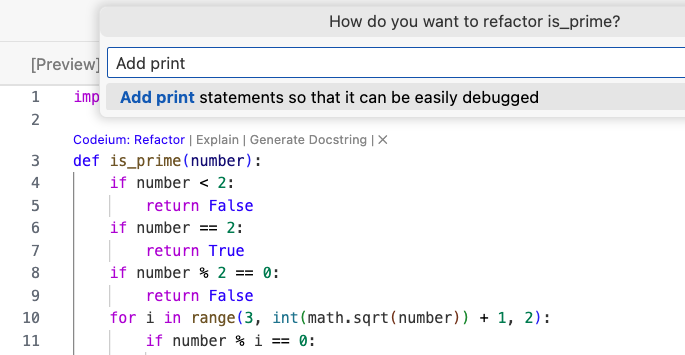 How do you want to refactor is_prime?
[Preview]
Add print
Add print statements so that it can be easily debugged
1 imp
2
Codeium: Refactor | Explain | Generate Docstring | ×
3 def is_prime(number):
4 if number < 2:
5 return False
6 if number == 2:
7 return True
8 if number % 2 == 0:
9 return False
10 for i in range(3, int(math.sqrt(number)) + 1, 2):
11 if number % i == 0: